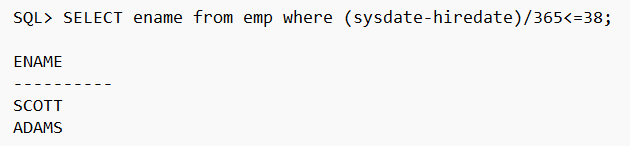 SQL> SELECT ename from emp where (sysdate-hiredate)/365<=38;
ENAME
----------
SCOTT
ADAMS